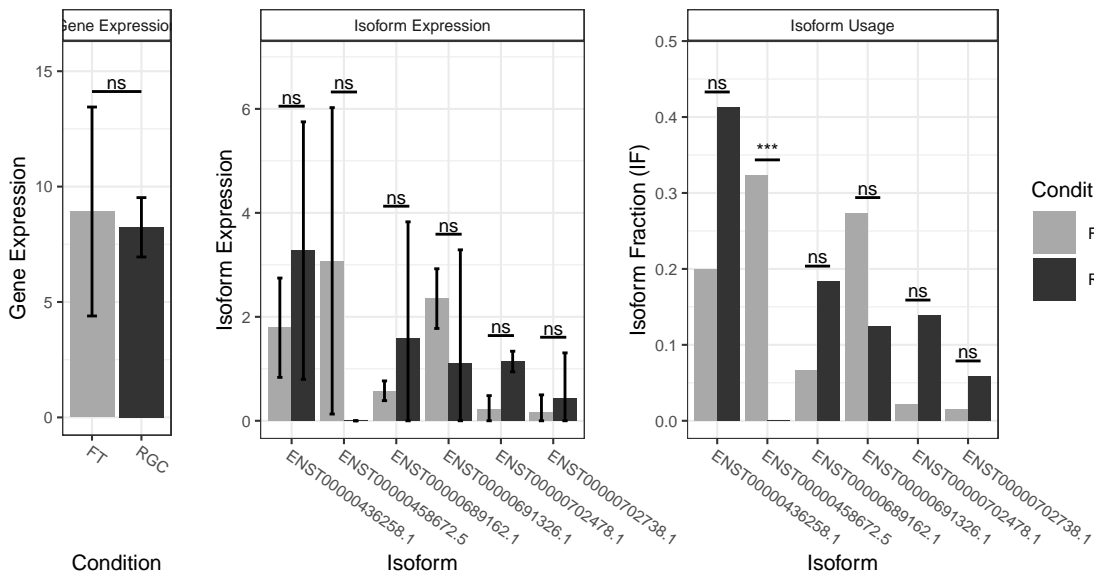 Gene Expression
Gene Expression
15
10
5
0
ns
FT
RGC
Condition
Isoform Expression
Isoform Expression
6
4
2
0
ns
ns
ns
ns
ns
ns
ENST00000436258.1
ENST00000458672.5
ENST00000689162.1
ENST00000691326.1
ENST00000702478.1
ENST00000702738.1
Isoform
Isoform Usage
Isoform Fraction (IF)
0.5
0.4
0.3
0.2
0.1
0.0
ns
***
ns
ns
ns
ns
ENST00000436258.1
ENST00000458672.5
ENST00000689162.1
ENST00000691326.1
ENST00000702478.1
ENST00000702738.1
Isoform
Conditi
F
R